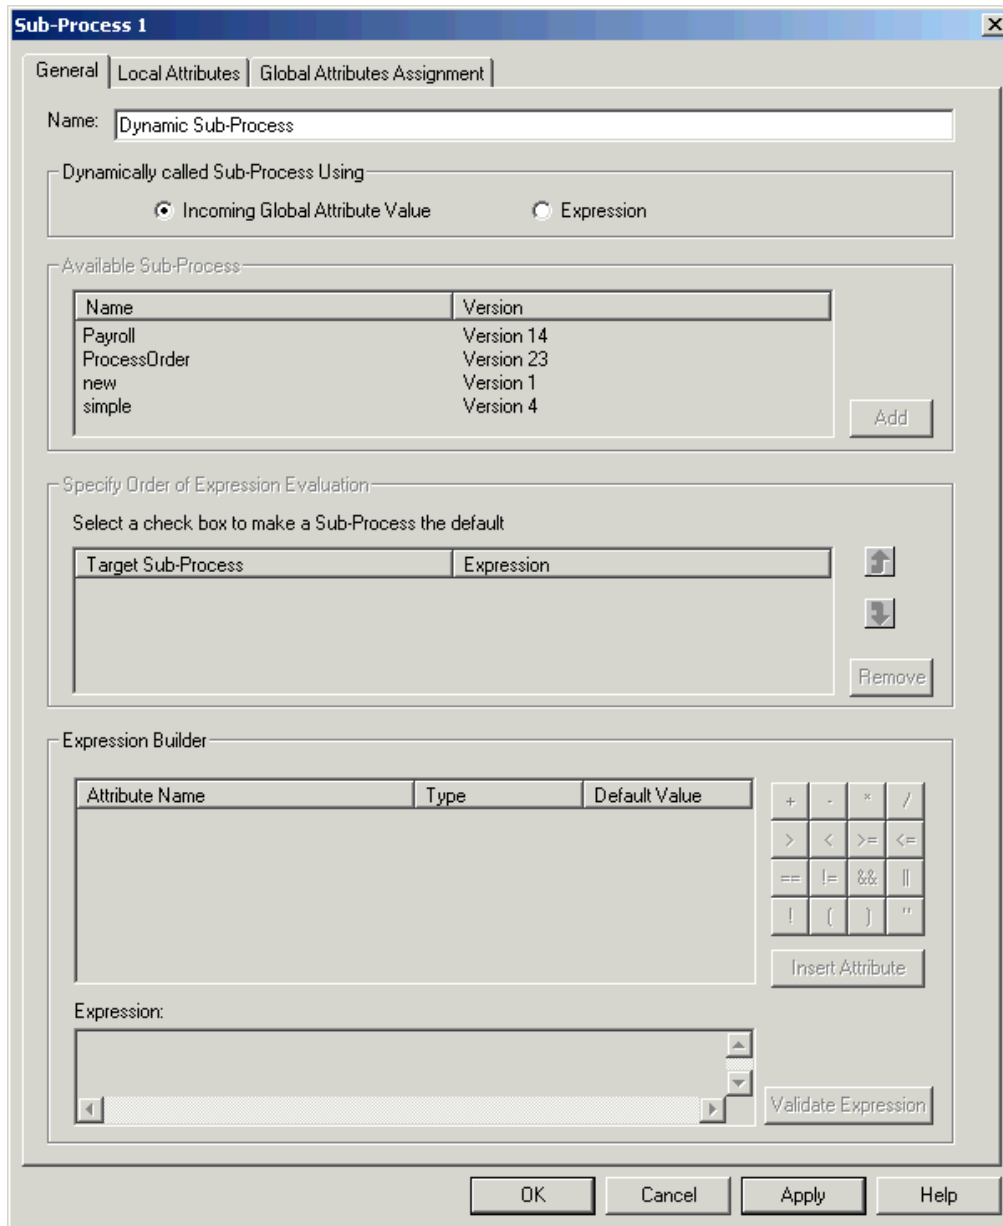 Sub-Process 1
General Local Attributes Global Attributes Assignment
Name: Dynamic Sub-Process
Dynamically called Sub-Process Using
Incoming Global Attribute Value Expression
Available Sub-Process
Name Version
Payroll Version 14
ProcessOrder Version 23
new Version 1
simple Version 4
Add
Specify Order of Expression Evaluation
Select a check box to make a Sub-Process the default
Target Sub-Process Expression
Remove
Expression Builder
Attribute Name Type Default Value
+ - * /
> < >= <=
== != && ||
! ( ) "
Insert Attribute
Expression:
Validate Expression
OK Cancel Apply Help